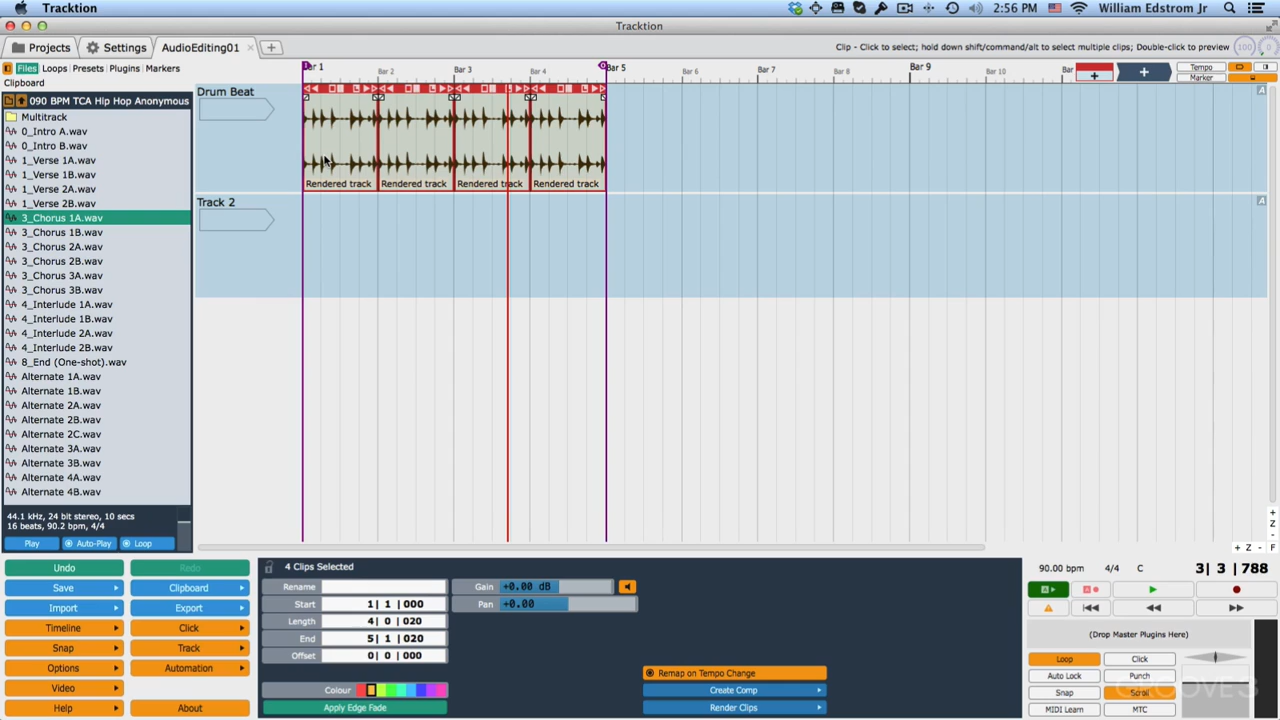 Tracktion
2:56 PM
William Edstrom Jr
Tracktion
Projects
Settings
AudioEditing01
Clip - Click to select; hold down shift/command/alt to select multiple clips; Double-click to preview
100
0
Files Loops Presets Plugins Markers
Clipboard
Bar 1
Bar 2
Bar 3
Bar 4
Bar 5
Bar 6
Bar 7
Bar 8
Bar 9
Bar 10
Bar
+
+
Tempo
Marker
090 BPM TCA Hip Hop Anonymous
Multitrack
0_Intro A.wav
0_Intro B.wav
1_Verse 1A.wav
1_Verse 1B.wav
1_Verse 2A.wav
1_Verse 2B.wav
3_Chorus 1A.wav
3_Chorus 1B.wav
3_Chorus 2A.wav
3_Chorus 2B.wav
3_Chorus 3A.wav
3_Chorus 3B.wav
4_Interlude 1A.wav
4_Interlude 1B.wav
4_Interlude 2A.wav
4_Interlude 2B.wav
8_End (One-shot).wav
Alternate 1A.wav
Alternate 1B.wav
Alternate 2A.wav
Alternate 2B.wav
Alternate 2C.wav
Alternate 3A.wav
Alternate 3B.wav
Alternate 4A.wav
Alternate 4B.wav
44.1 kHz, 24 bit stereo, 10 secs
16 beats, 90.2 bpm, 4/4
Play
Auto-Play
Loop
Drum Beat
A
Rendered track
Rendered track
Rendered track
Rendered track
Track 2
A
+
Z
-
+ Z - F
Undo
Redo
Save
Clipboard
Import
Export
Timeline
Click
Snap
Track
Options
Automation
Video
Help
About
4 Clips Selected
Rename
Start 1| 1 |000
Length 4| 0 |020
End 5| 1 |020
Offset 0| 0 |000
Gain +0.00 dB
Pan +0.00
Colour
Apply Edge Fade
Remap on Tempo Change
Create Comp
Render Clips
90.00 bpm
4/4
C
3| 3 |788
A
A
(Drop Master Plugins Here)
Loop
Click
Auto Lock
Punch
Snap
Scroll
MIDI Learn
MTC
GROOVE3